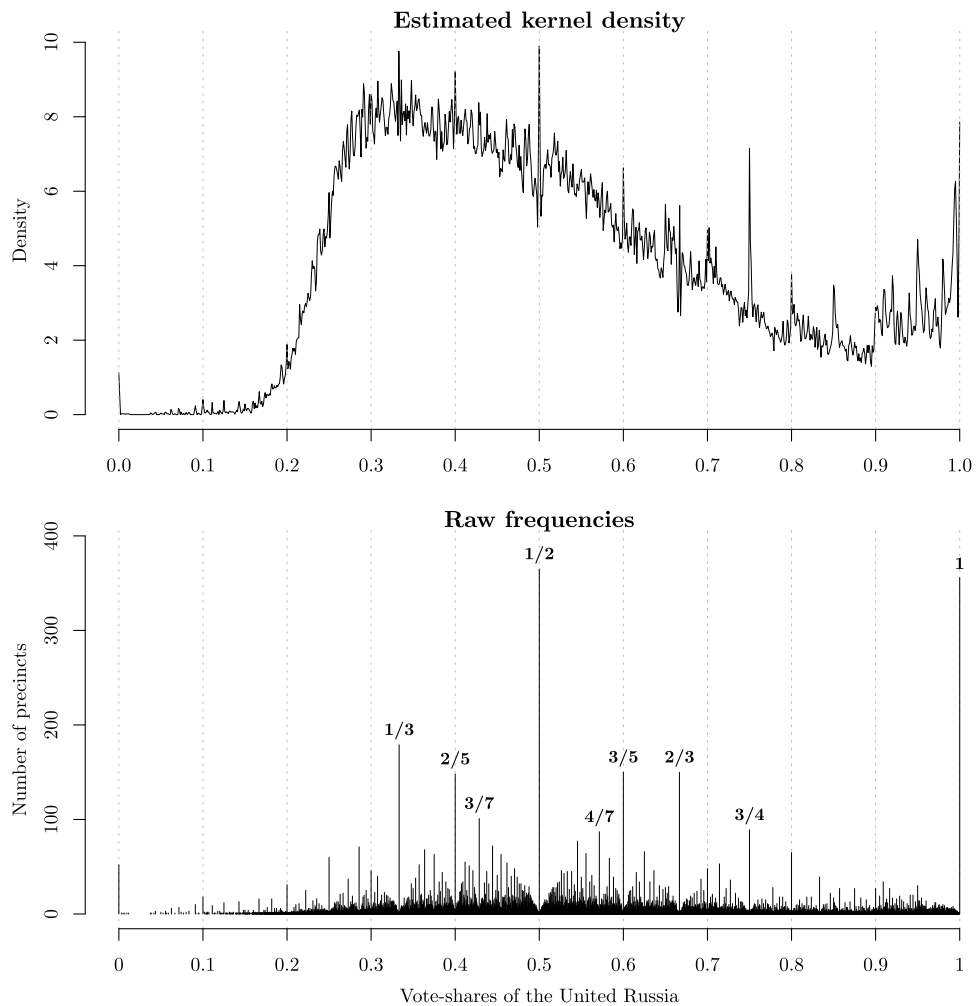 Estimated kernel density
10
8
6
4
2
0
Density
0.0 0.1 0.2 0.3 0.4 0.5 0.6 0.7 0.8 0.9 1.0
Raw frequencies
400
300
200
100
0
Number of precincts
1/2
1
1/3
2/5
3/5
2/3
3/7
4/7
3/4
0 0.1 0.2 0.3 0.4 0.5 0.6 0.7 0.8 0.9 1
Vote-shares of the United Russia